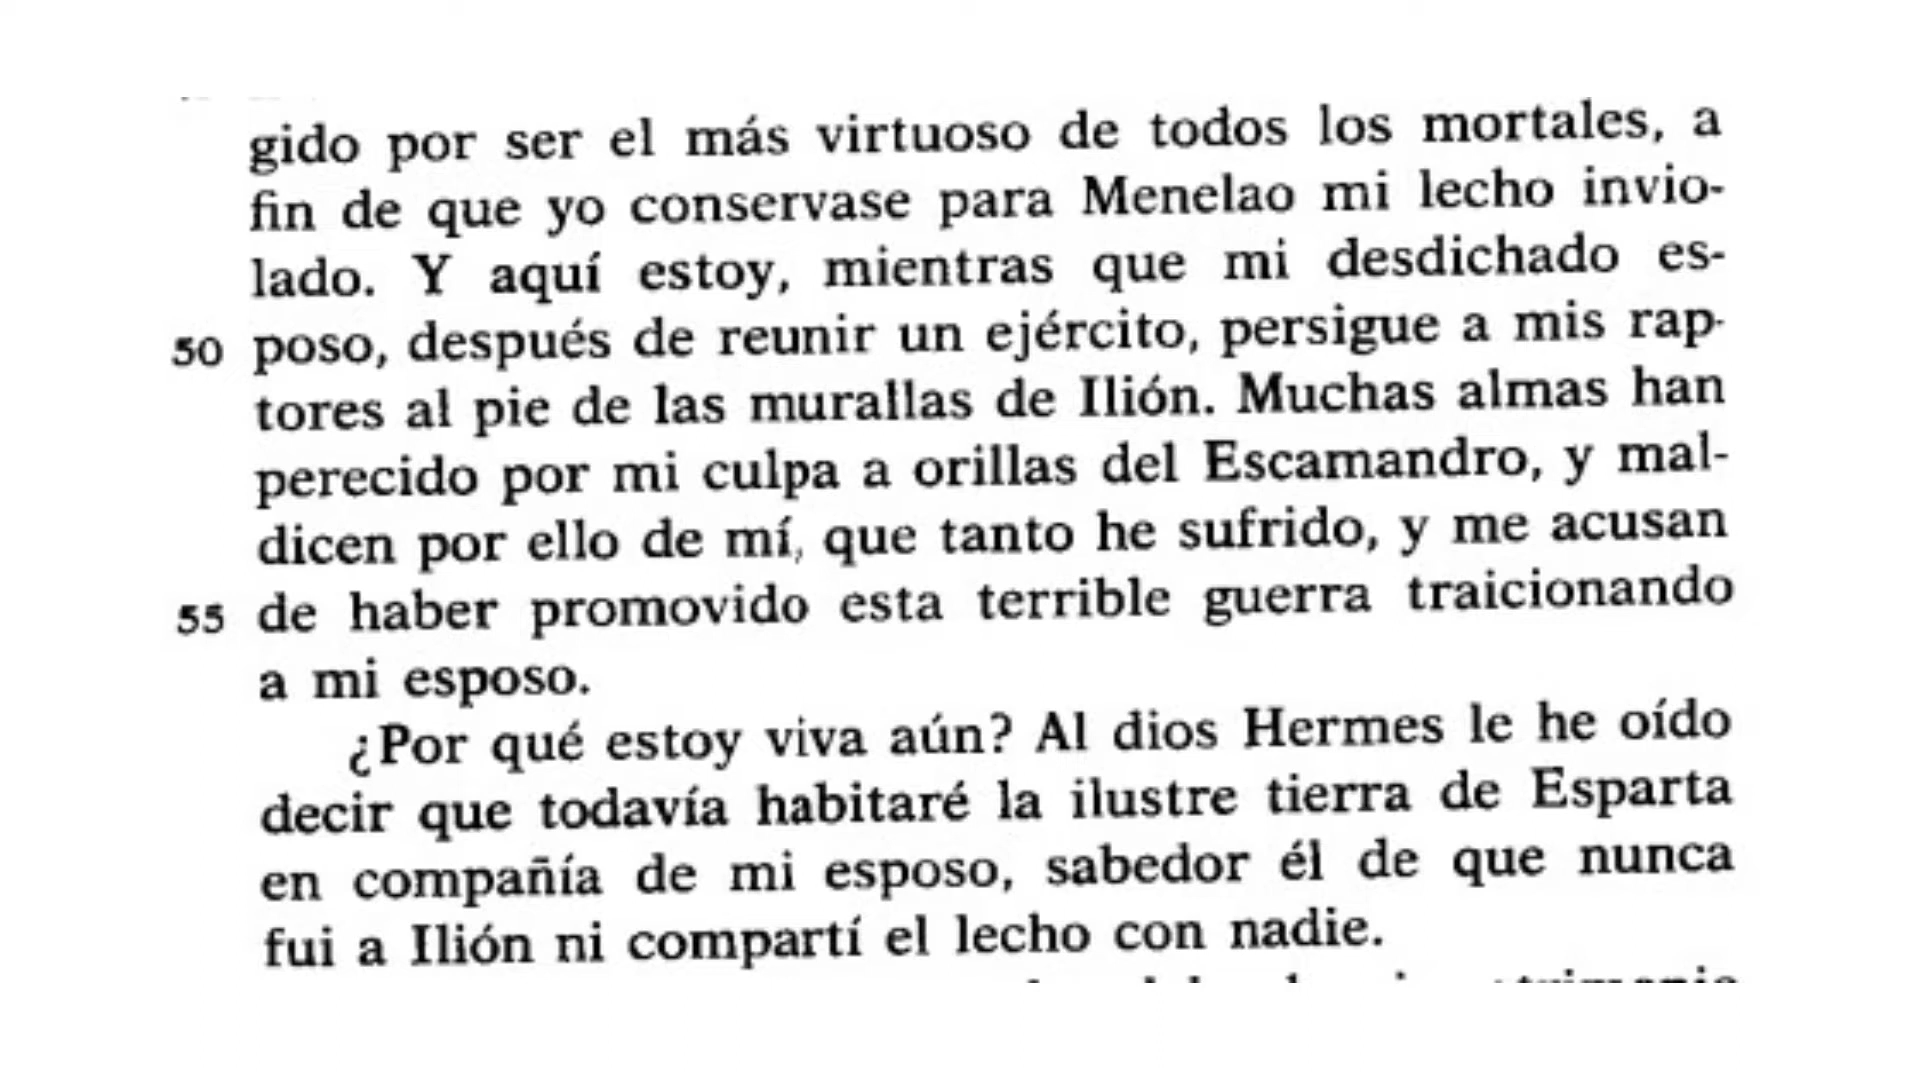 gido por ser el más virtuoso de todos los mortales, a
fin de que yo conservase para Menelao mi lecho invio-
lado. Y aquí estoy, mientras que mi desdichado es-
50 poso, después de reunir un ejército, persigue a mis rap-
tores al pie de las murallas de Ilión. Muchas almas han
perecido por mi culpa a orillas del Escamandro, y mal-
dicen por ello de mí, que tanto he sufrido, y me acusan
55 de haber promovido esta terrible guerra traicionando
a mi esposo.
¿Por qué estoy viva aún? Al dios Hermes le he oído
decir que todavía habitaré la ilustre tierra de Esparta
en compañía de mi esposo, sabedor él de que nunca
fui a Ilión ni compartí el lecho con nadie.